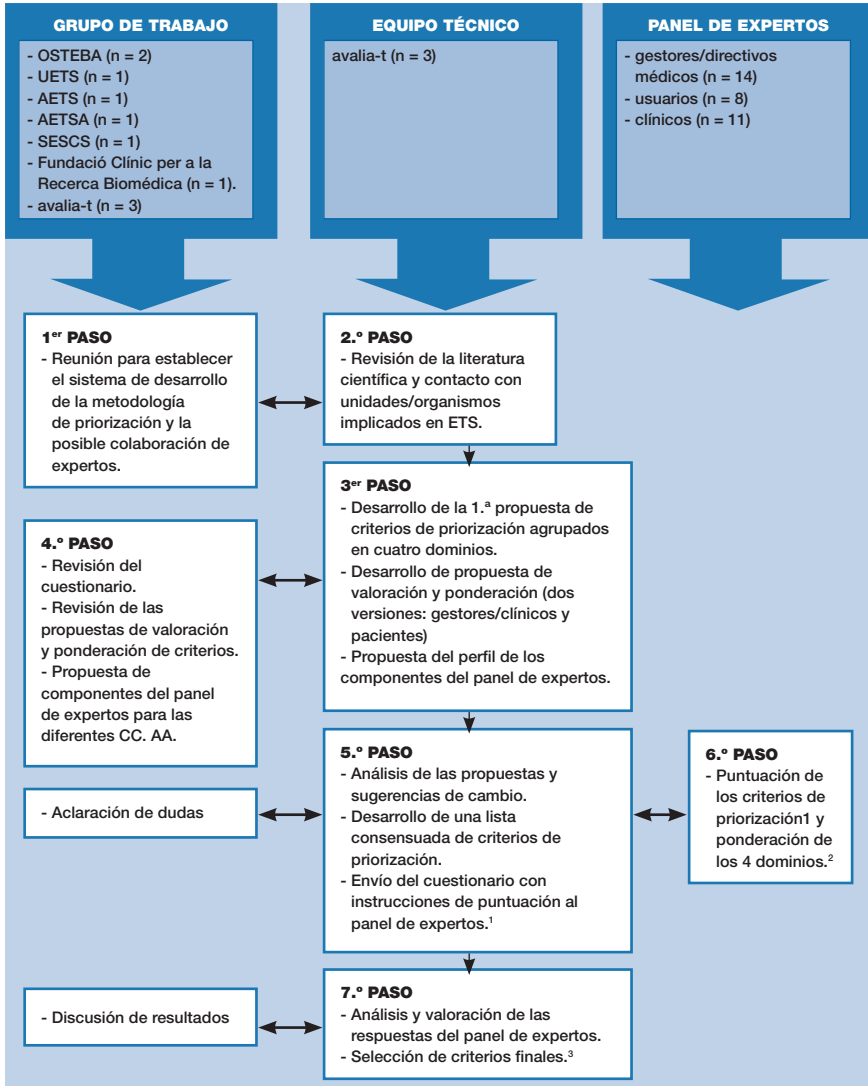 GRUPO DE TRABAJO
- OSTEBA (n = 2)
- UETS (n = 1)
- AETS (n = 1)
- AETSA (n = 1)
- SESCS (n = 1)
- Fundació Clínic per a la
Recerca Biomédica (n = 1).
- avalia-t (n = 3)
EQUIPO TÉCNICO
avalia-t (n = 3)
PANEL DE EXPERTOS
- gestores/directivos
médicos (n = 14)
- usuarios (n = 8)
- clínicos (n = 11)
1er PASO
- Reunión para establecer
el sistema de desarrollo
de la metodología
de priorización y la
posible colaboración de
expertos.
2.º PASO
- Revisión de la literatura
científica y contacto con
unidades/organismos
implicados en ETS.
3er PASO
- Desarrollo de la 1.ª propuesta de
criterios de priorización agrupados
en cuatro dominios.
- Desarrollo de propuesta de
valoración y ponderación (dos
versiones: gestores/clínicos y
pacientes)
- Propuesta del perfil de los
componentes del panel de expertos.
4.º PASO
- Revisión del
cuestionario.
- Revisión de las
propuestas de valoración
y ponderación de criterios.
- Propuesta de
componentes del panel
de expertos para las
diferentes CC. AA.
5.º PASO
- Análisis de las propuestas y
sugerencias de cambio.
- Desarrollo de una lista
consensuada de criterios de
priorización.
- Envío del cuestionario con
instrucciones de puntuación al
panel de expertos.1
- Aclaración de dudas
6.º PASO
- Puntuación de
los criterios de
priorización1 y
ponderación de
los 4 dominios.2
7.º PASO
- Análisis y valoración de las
respuestas del panel de expertos.
- Selección de criterios finales.3
- Discusión de resultados